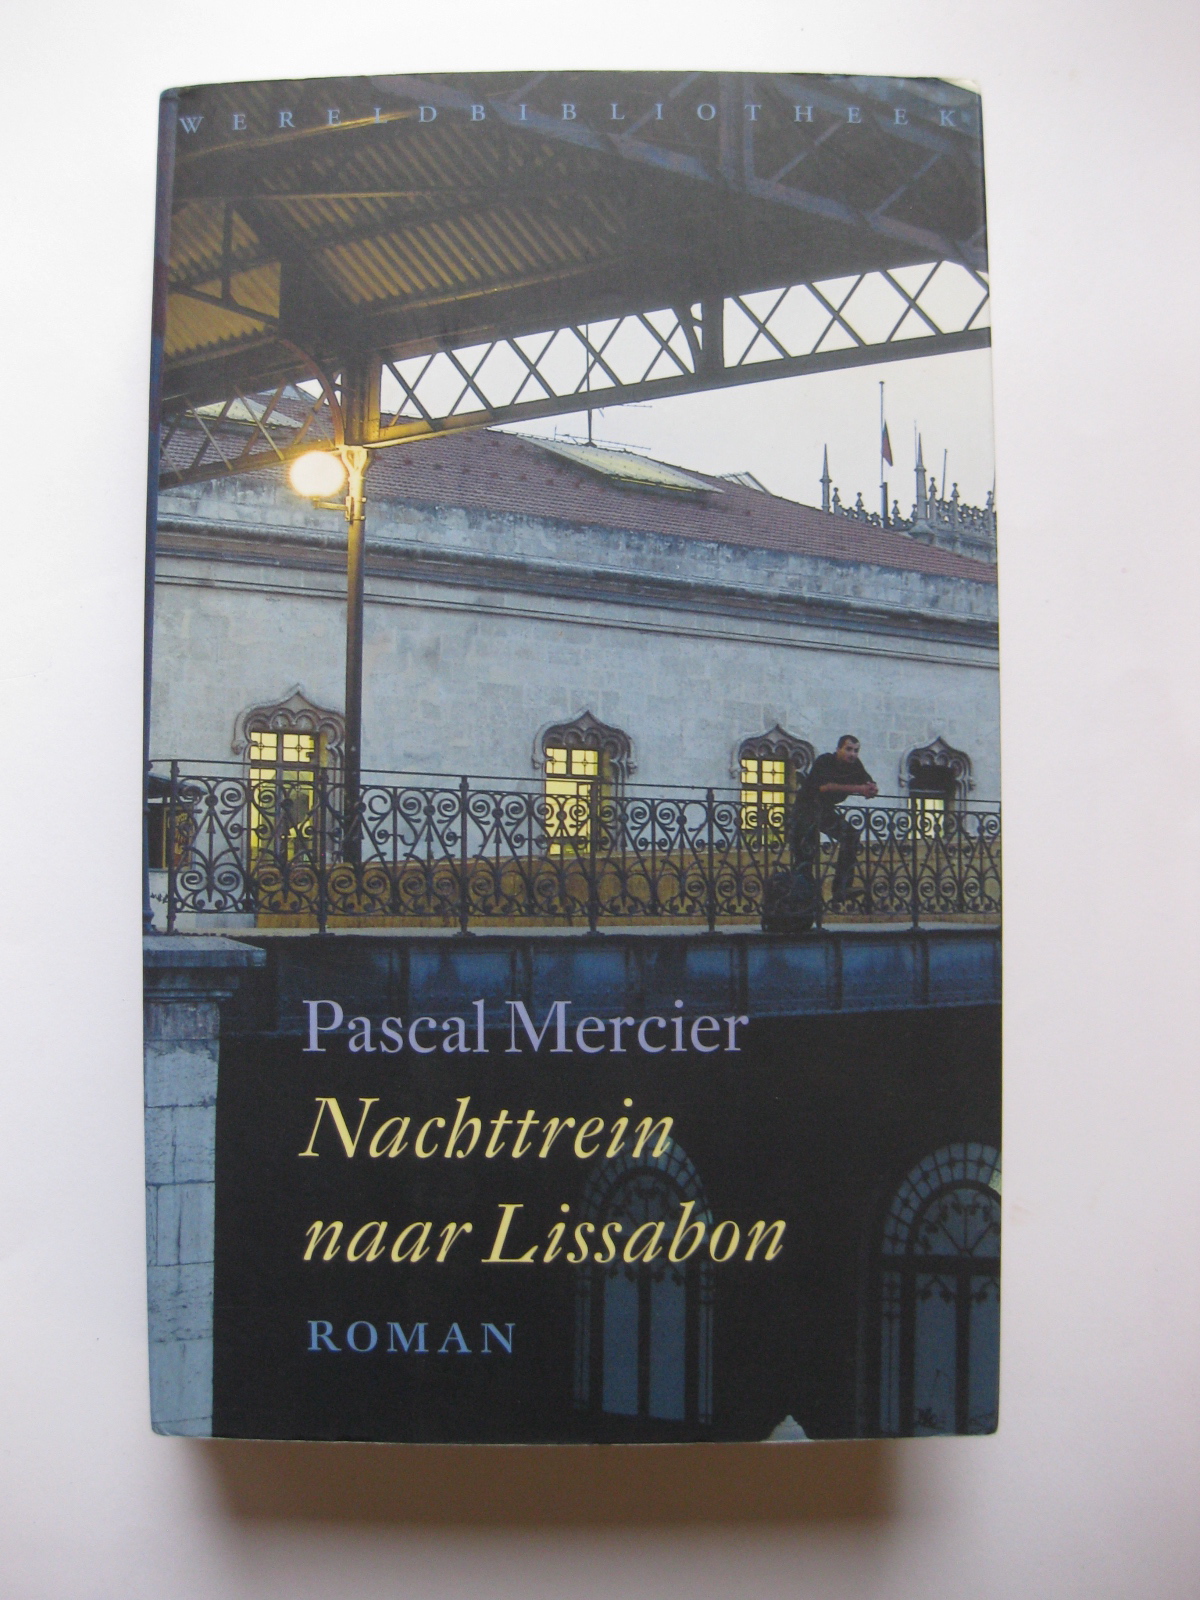 WERELDBIBLIOTHEEK
Pascal Mercier
Nachttrein
naar Lissabon
ROMAN